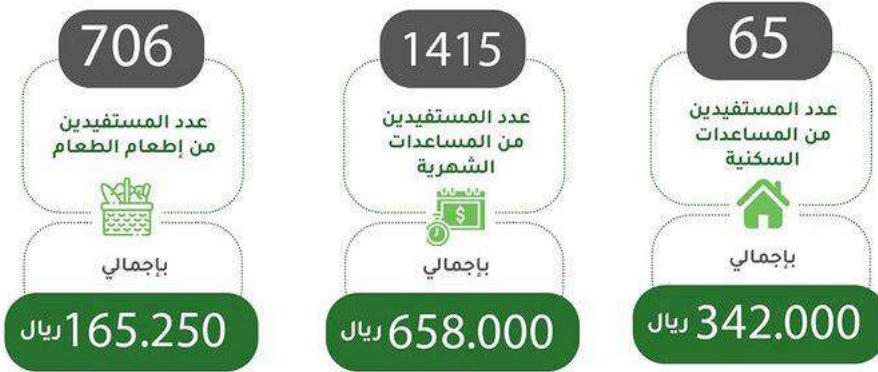 65
عدد المستفيدين
من المساعدات
السكنية
بإجمالي
342.000 ريال
1415
عدد المستفيدين
من المساعدات
الشهرية
$
بإجمالي
658.000 ريال
706
عدد المستفيدين
من إطعام الطعام
بإجمالي
165.250 ريال